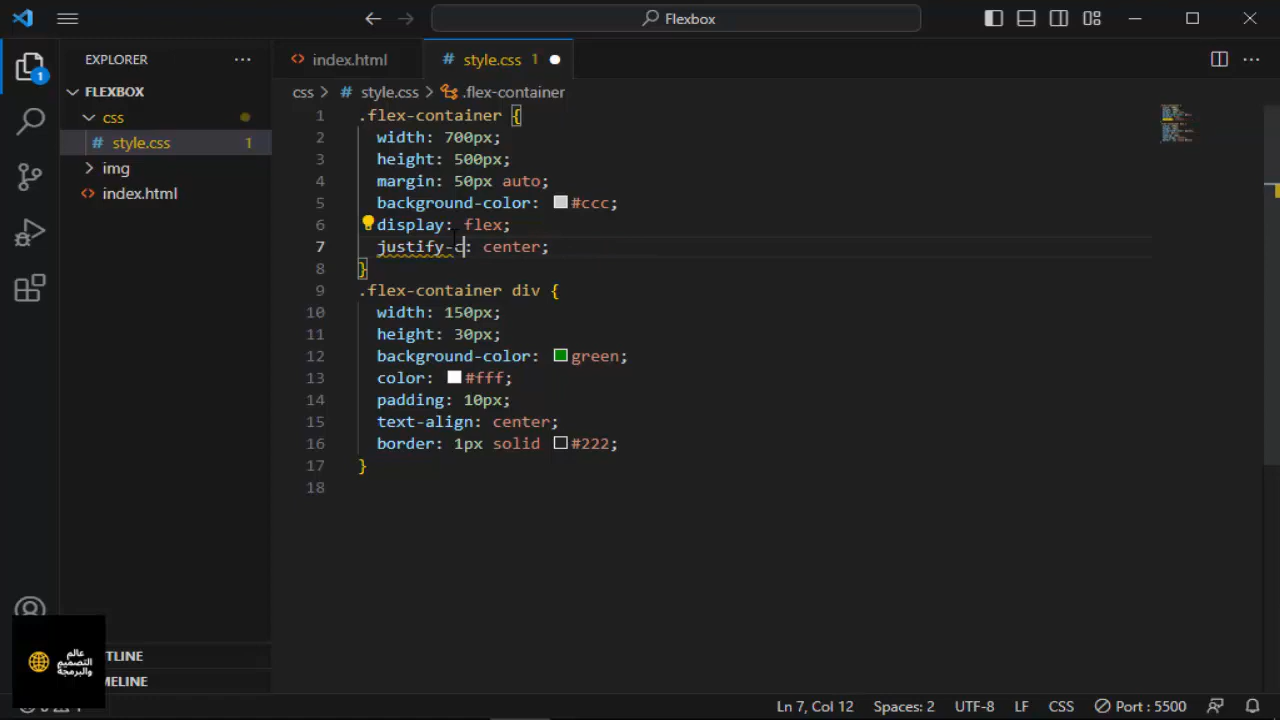 Flexbox
EXPLORER
index.html
style.css 1
FLEXBOX
css
style.css 1
img
index.html
css > style.css > .flex-container
1 .flex-container {
2 width: 700px;
3 height: 500px;
4 margin: 50px auto;
5 background-color: #ccc;
6 display: flex;
7 justify-c: center;
8 }
9 .flex-container div {
10 width: 150px;
11 height: 30px;
12 background-color: green;
13 color: #fff;
14 padding: 10px;
15 text-align: center;
16 border: 1px solid #222;
17 }
18
1
عالم
التصميم
والبرمجة
TLINE
MELINE
Ln 7, Col 12 Spaces: 2 UTF-8 LF CSS Port : 5500